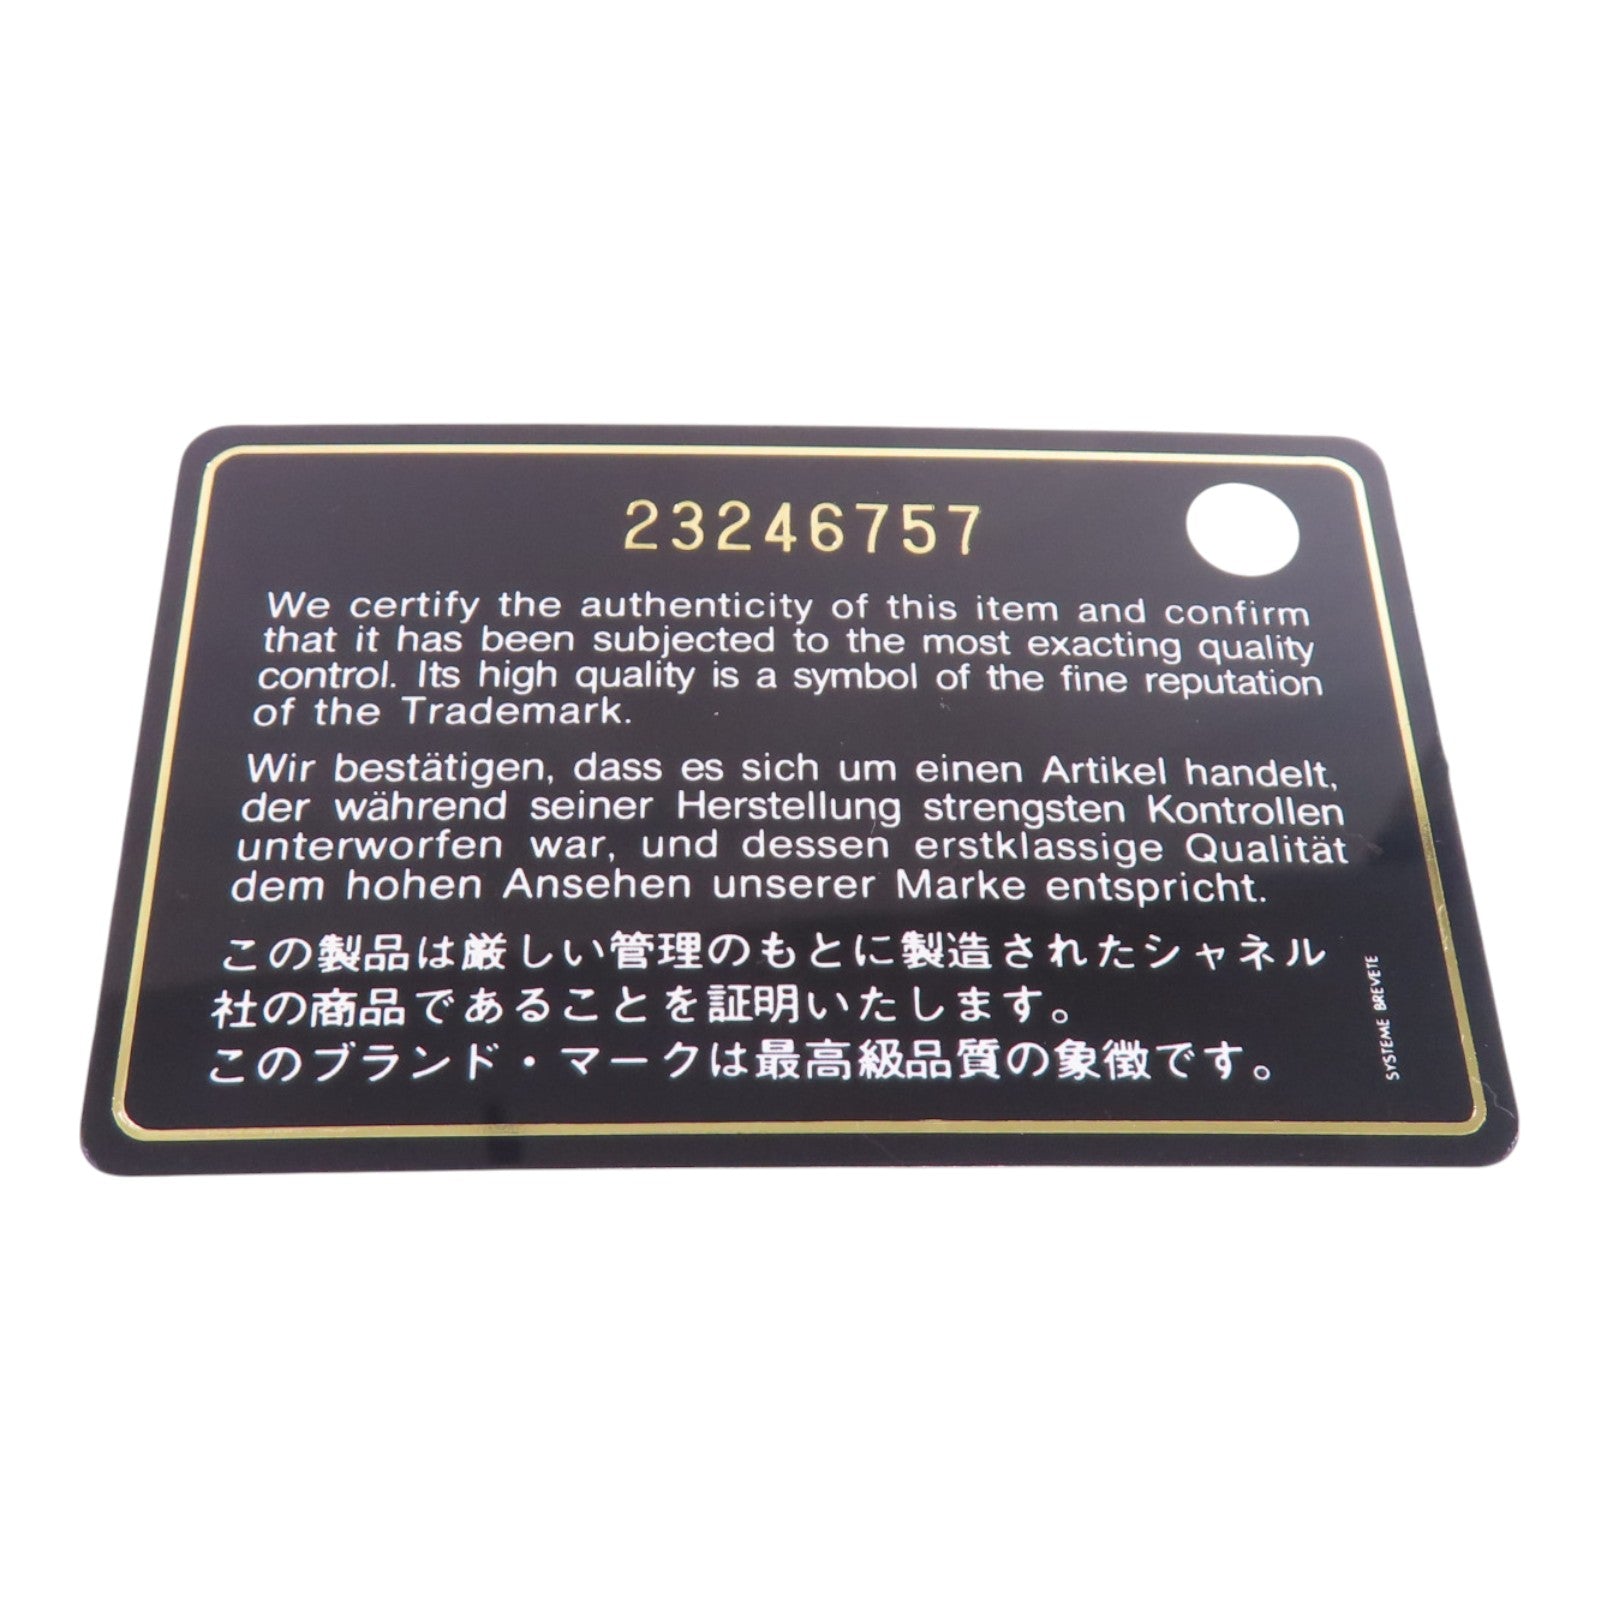 23246757
We certify the authenticity of this item and confirm
that it has been subjected to the most exacting quality
control. Its high quality is a symbol of the fine reputation
of the Trademark.
Wir bestätigen, dass es sich um einen Artikel handelt,
der während seiner Herstellung strengsten Kontrollen
unterworfen war, und dessen erstklassige Qualität
dem hohen Ansehen unserer Marke entspricht.
この製品は厳しい管理のもとに製造されたシャネル
社の商品であることを証明いたします。
このブランド・マークは最高級品質の象徴です。
SYSTEME BREVETE